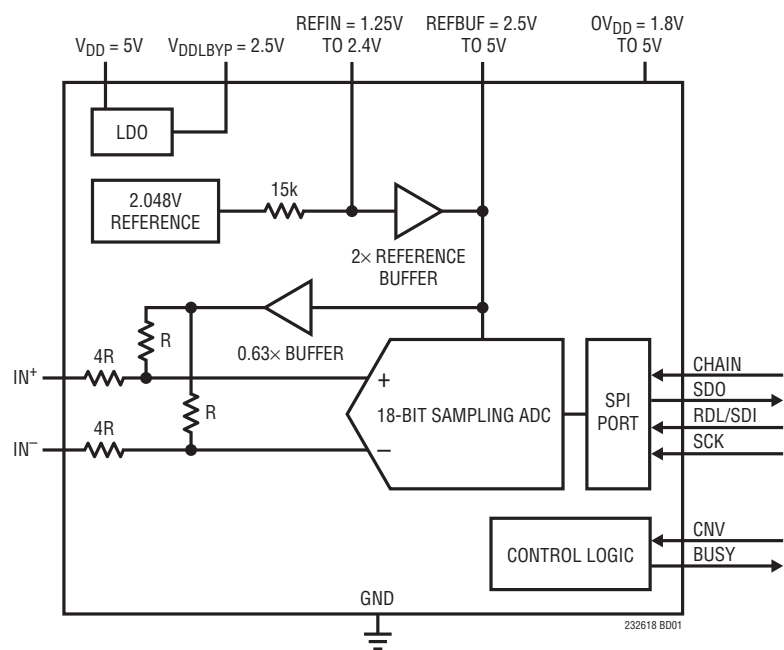 VDD = 5V
VDDLBYP = 2.5V
REFIN = 1.25V
TO 2.4V
REFBUF = 2.5V
TO 5V
OVDD = 1.8V
TO 5V
LDO
2.048V
REFERENCE
15k
2× REFERENCE
BUFFER
0.63× BUFFER
R
R
4R
4R
IN+
IN−
+
−
18-BIT SAMPLING ADC
SPI
PORT
CHAIN
SDO
RDL/SDI
SCK
CONTROL LOGIC
CNV
BUSY
GND
232618 BD01